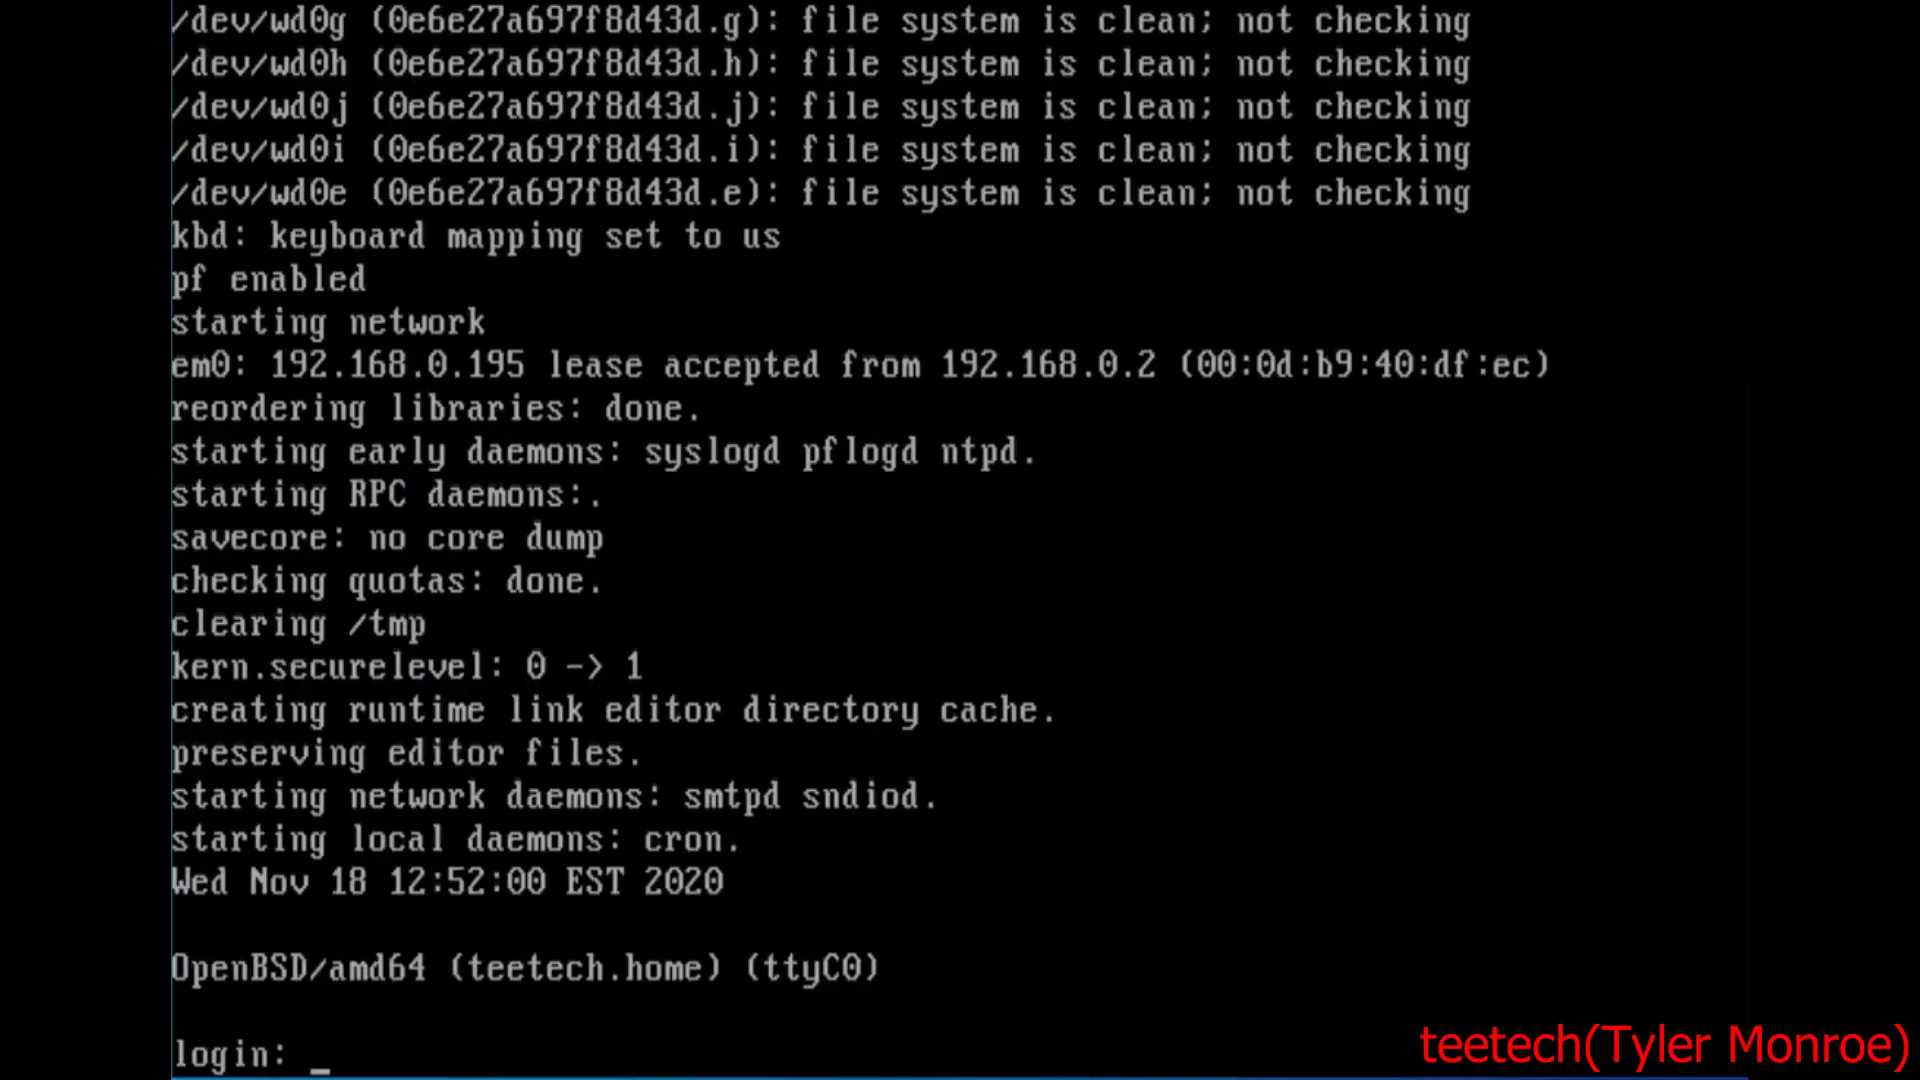 /dev/wd0g (0e6e27a697f8d43d.g): file system is clean; not checking
/dev/wd0h (0e6e27a697f8d43d.h): file system is clean; not checking
/dev/wd0j (0e6e27a697f8d43d.j): file system is clean; not checking
/dev/wd0i (0e6e27a697f8d43d.i): file system is clean; not checking
/dev/wd0e (0e6e27a697f8d43d.e): file system is clean; not checking
kbd: keyboard mapping set to us
pf enabled
starting network
em0: 192.168.0.195 lease accepted from 192.168.0.2 (00:0d:b9:40:df:ec)
reordering libraries: done.
starting early daemons: syslogd pflogd ntpd.
starting RPC daemons:.
savecore: no core dump
checking quotas: done.
clearing /tmp
kern.securelevel: 0 -> 1
creating runtime link editor directory cache.
preserving editor files.
starting network daemons: smtpd sndiod.
starting local daemons: cron.
Wed Nov 18 12:52:00 EST 2020
OpenBSD/amd64 (teetech.home) (ttyC0)
login: _
teetech(Tyler Monroe)